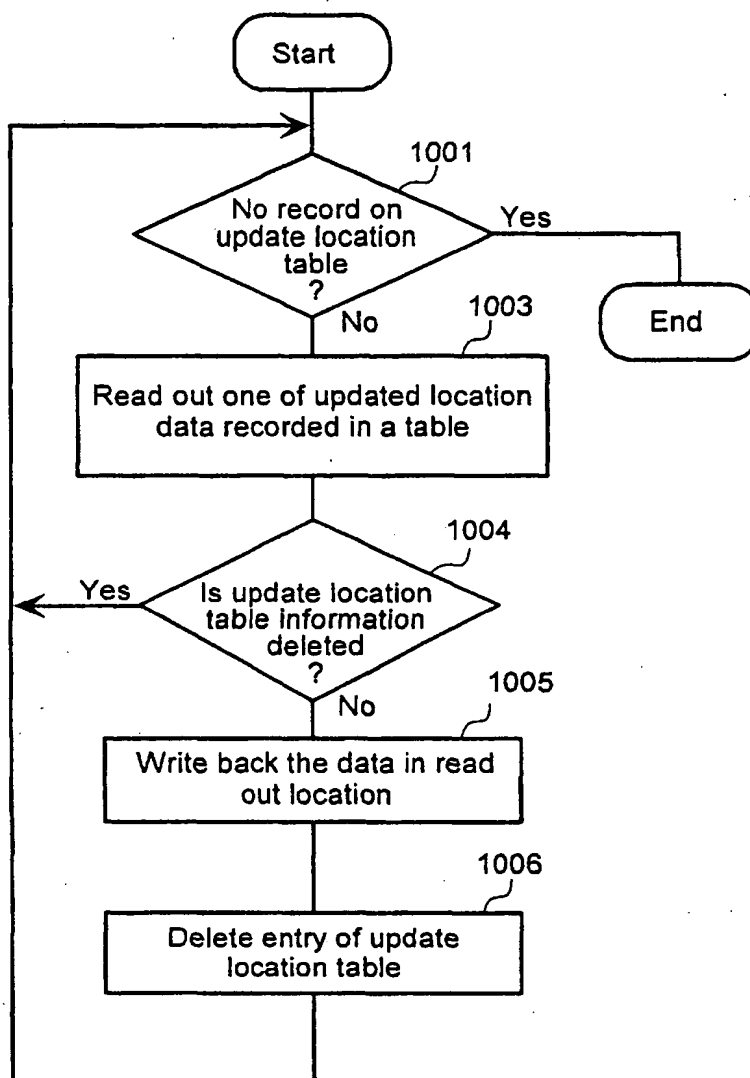 Start
1001
No record on
update location
table
?
Yes
No
End
1003
Read out one of updated location
data recorded in a table
1004
Yes
Is update location
table information
deleted
?
No
1005
Write back the data in read
out location
1006
Delete entry of update
location table